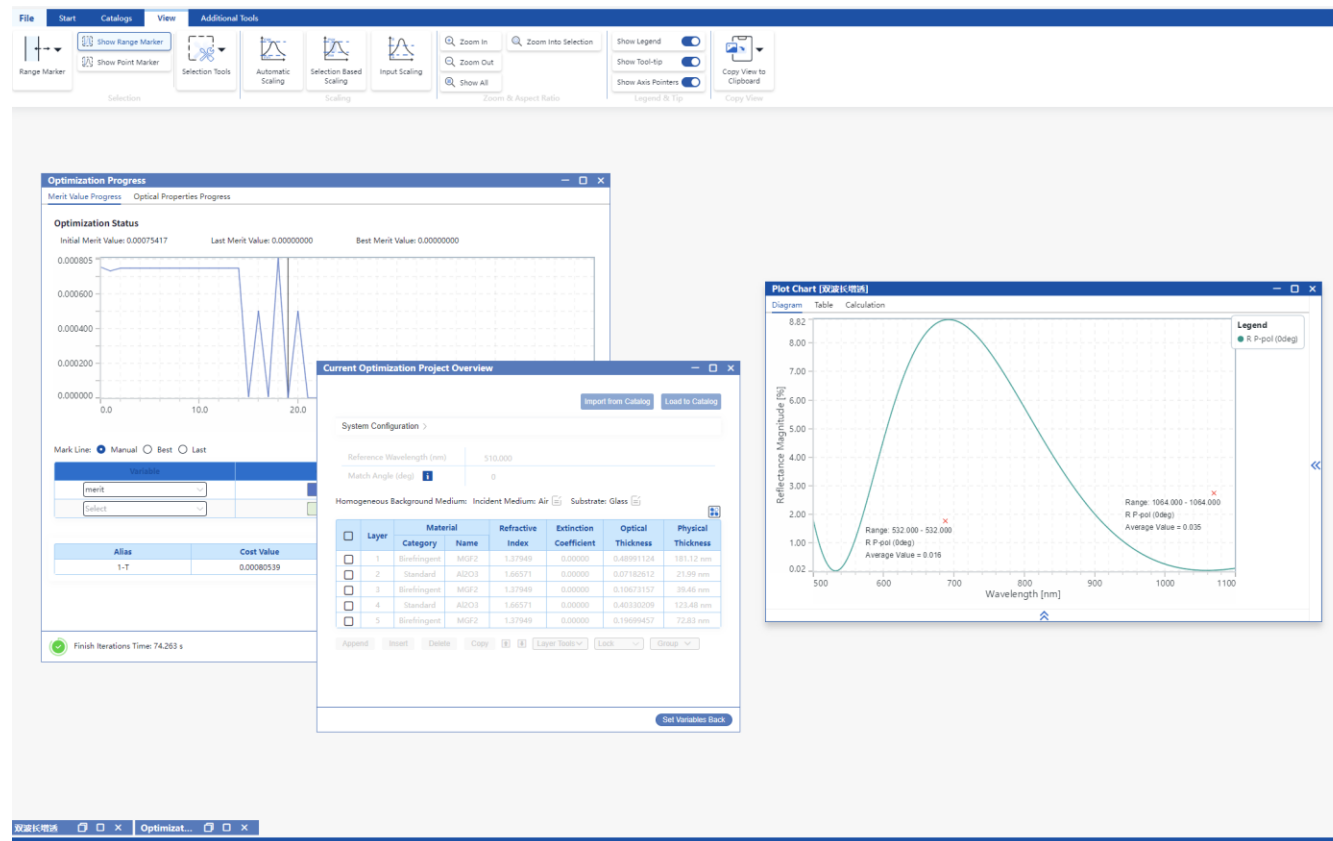 File Start Catalogs View Additional Tools
Range Marker
Show Range Marker
Show Point Marker
Selection Tools
Selection
Automatic Scaling
Selection Based Scaling
Input Scaling
Scaling
Zoom In
Zoom Out
Show All
Zoom Into Selection
Zoom & Aspect Ratio
Show Legend
Show Tool-tip
Show Axis Pointers
Legend & Tip
Copy View to Clipboard
Copy View
Optimization Progress
Merit Value Progress Optical Properties Progress
Optimization Status
Initial Merit Value: 0.00075417 Last Merit Value: 0.00000000 Best Merit Value: 0.00000000
0.000805
0.000600
0.000400
0.000200
0.000000
0.0 10.0 20.0
Mark Line: Manual Best Last
Variable
merit
Select
Alias Cost Value
1-T 0.00080539
Finish Iterations Time: 74.263 s
Current Optimization Project Overview
Import from Catalog Load to Catalog
System Configuration >
Reference Wavelength (nm) 510.000
Match Angle (deg) i 0
Homogeneous Background Medium: Incident Medium: Air Substrate: Glass
Layer Material Refractive Index Extinction Coefficient Optical Thickness Physical Thickness
Category Name
1 Birefringent MGF2 1.37949 0.00000 0.48991124 181.12 nm
2 Standard Al2O3 1.66571 0.00000 0.07182612 21.99 nm
3 Birefringent MGF2 1.37949 0.00000 0.10673157 39.46 nm
4 Standard Al2O3 1.66571 0.00000 0.40330209 123.48 nm
5 Birefringent MGF2 1.37949 0.00000 0.19699457 72.83 nm
Append Insert Delete Copy Layer Tools Lock Group
Set Variables Back
Plot Chart [双波长增透]
Diagram Table Calculation
Legend
R P-pol (0deg)
Reflectance Magnitude [%]
8.82
8.00
7.00
6.00
5.00
4.00
3.00
2.00
1.00
0.02
Range: 532.000 - 532.000
R P-pol (0deg)
Average Value = 0.016
Range: 1064.000 - 1064.000
R P-pol (0deg)
Average Value = 0.035
500 600 700 800 900 1000 1100
Wavelength [nm]
双波长增透 Optimizat...